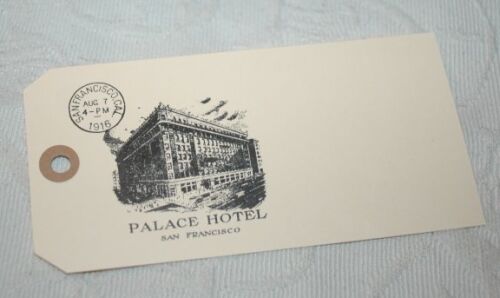 SAN FRANCISCO, CAL.
AUG 7
4-PM
1916
PALACE HOTEL
SAN FRANCISCO